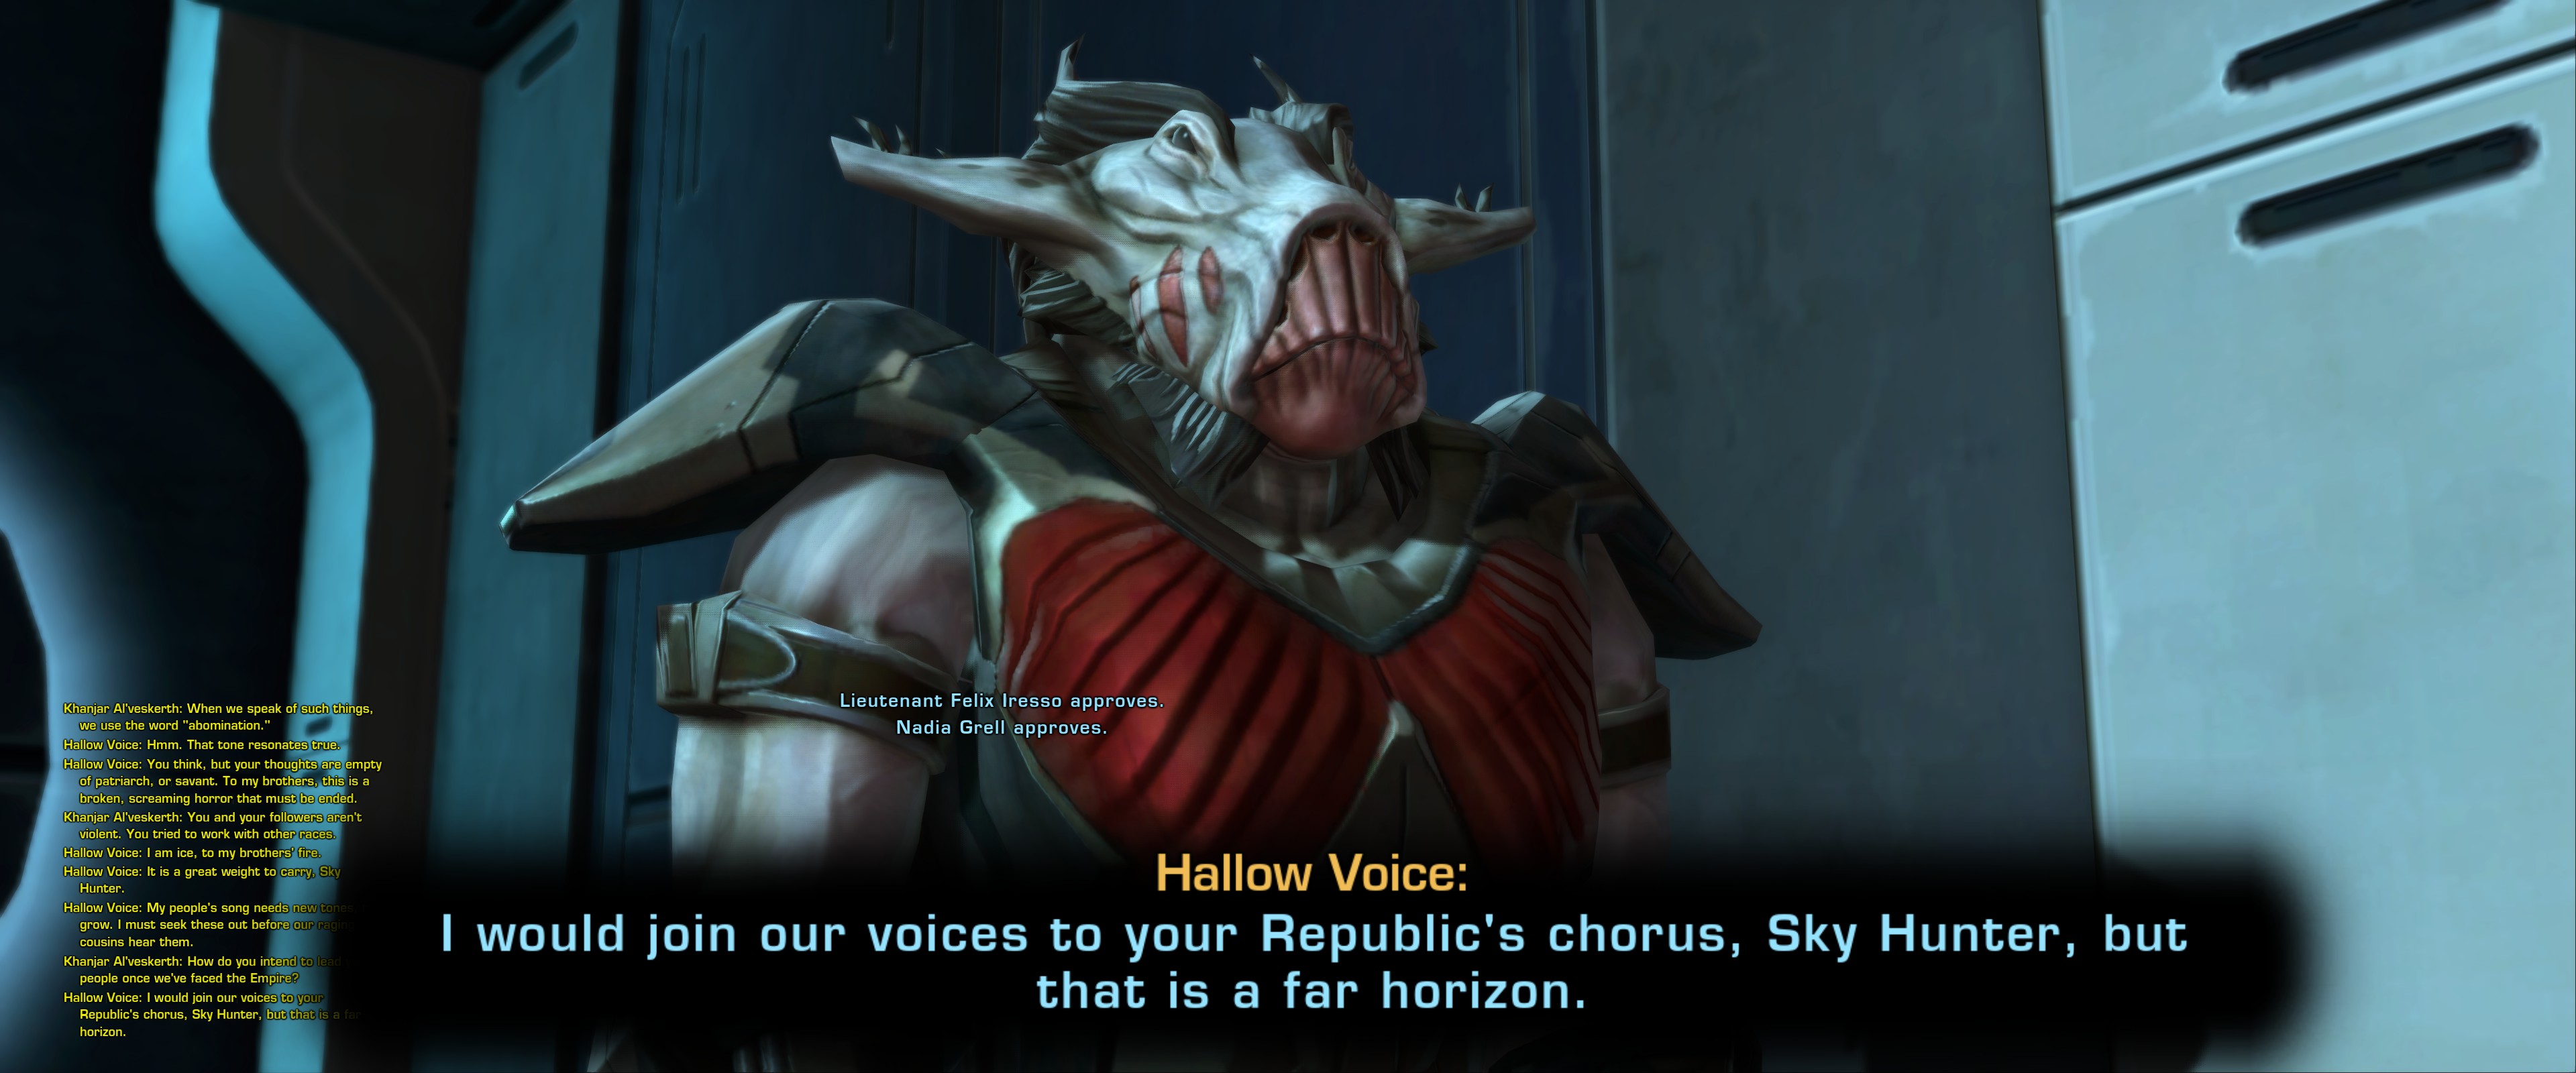 Lieutenant Felix Iresso approves.
Nadia Grell approves.
Khanjar Al'veskerth: When we speak of such things,
we use the word "abomination."
Hallow Voice: Hmm. That tone resonates true.
Hallow Voice: You think, but your thoughts are empty
of patriarch, or savant. To my brothers, this is a
broken, screaming horror that must be ended.
Khanjar Al'veskerth: You and your followers aren't
violent. You tried to work with other races.
Hallow Voice: I am ice, to my brothers' fire.
Hallow Voice: It is a great weight to carry, Sky
Hunter.
Hallow Voice: My people's song needs new tones
grow. I must seek these out before our raging
cousins hear them.
Khanjar Al'veskerth: How do you intend to lead
people once we've faced the Empire?
Hallow Voice: I would join our voices to your
Republic's chorus, Sky Hunter, but that is a far
horizon.
Hallow Voice:
I would join our voices to your Republic's chorus, Sky Hunter, but
that is a far horizon.